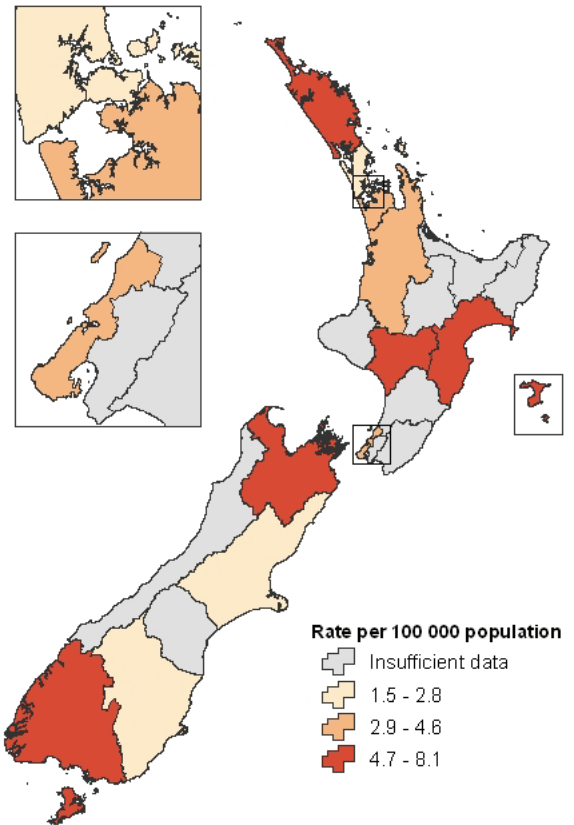 Rate per 100 000 population
Insufficient data
1.5 - 2.8
2.9 - 4.6
4.7 - 8.1